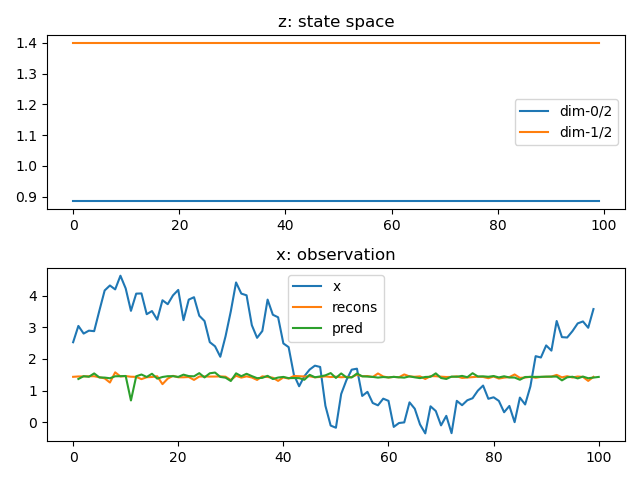 z: state space
1.4
1.3
1.2
1.1
1.0
0.9
dim-0/2
dim-1/2
0 20 40 60 80 100
x: observation
4
3
2
1
0
x
recons
pred
0 20 40 60 80 100